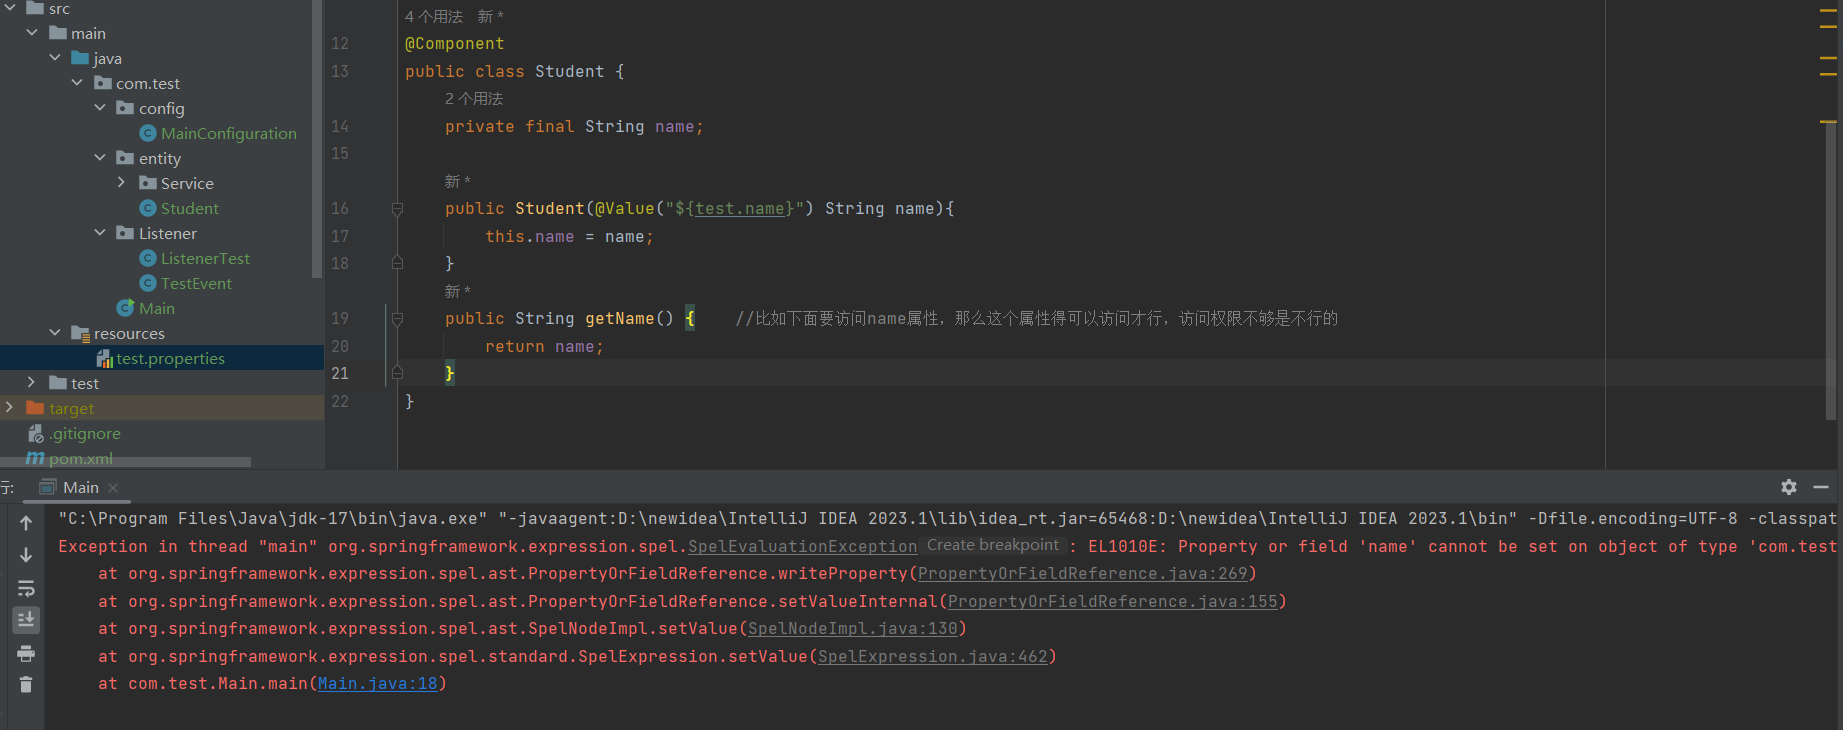 src
main
java
com.test
config
MainConfiguration
entity
Service
Student
Listener
ListenerTest
TestEvent
Main
resources
test.properties
test
target
.gitignore
pom.xml
4 个用法 新 *
12 @Component
13 public class Student {
2 个用法
14 private final String name;
15
新 *
16 public Student(@Value("${test.name}") String name){
17 this.name = name;
18 }
新 *
19 public String getName() { //比如下面要访问name属性，那么这个属性得可以访问才行，访问权限不够是不行的
20 return name;
21 }
22 }
行: Main
"C:\Program Files\Java\jdk-17\bin\java.exe" "-javaagent:D:\newidea\IntelliJ IDEA 2023.1\lib\idea_rt.jar=65468:D:\newidea\IntelliJ IDEA 2023.1\bin" -Dfile.encoding=UTF-8 -classpat
Exception in thread "main" org.springframework.expression.spel.SpelEvaluationException Create breakpoint : EL1010E: Property or field 'name' cannot be set on object of type 'com.test
at org.springframework.expression.spel.ast.PropertyOrFieldReference.writeProperty(PropertyOrFieldReference.java:269)
at org.springframework.expression.spel.ast.PropertyOrFieldReference.setValueInternal(PropertyOrFieldReference.java:155)
at org.springframework.expression.spel.ast.SpelNodeImpl.setValue(SpelNodeImpl.java:130)
at org.springframework.expression.spel.standard.SpelExpression.setValue(SpelExpression.java:462)
at com.test.Main.main(Main.java:18)